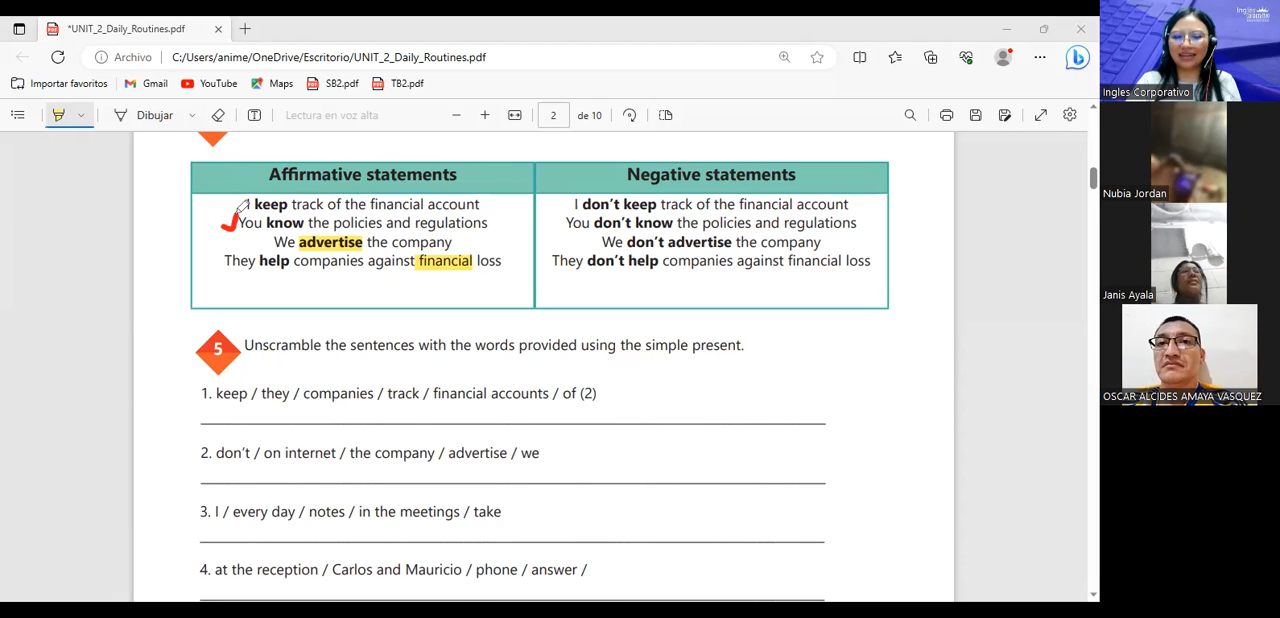 *UNIT_2_Daily_Routines.pdf
Archivo C:/Users/anime/OneDrive/Escritorio/UNIT_2_Daily_Routines.pdf
Importar favoritos Gmail YouTube Maps SB2.pdf TB2.pdf
Dibujar Lectura en voz alta 2 de 10
Affirmative statements
I keep track of the financial account
You know the policies and regulations
We advertise the company
They help companies against financial loss
Negative statements
I don't keep track of the financial account
You don't know the policies and regulations
We don't advertise the company
They don't help companies against financial loss
5 Unscramble the sentences with the words provided using the simple present.
1. keep / they / companies / track / financial accounts / of (2)
2. don't / on internet / the company / advertise / we
3. I / every day / notes / in the meetings / take
4. at the reception / Carlos and Mauricio / phone / answer /
Ingles Corporativo
Nubia Jordan
Janis Ayala
OSCAR ALCIDES AMAYA VASQUEZ